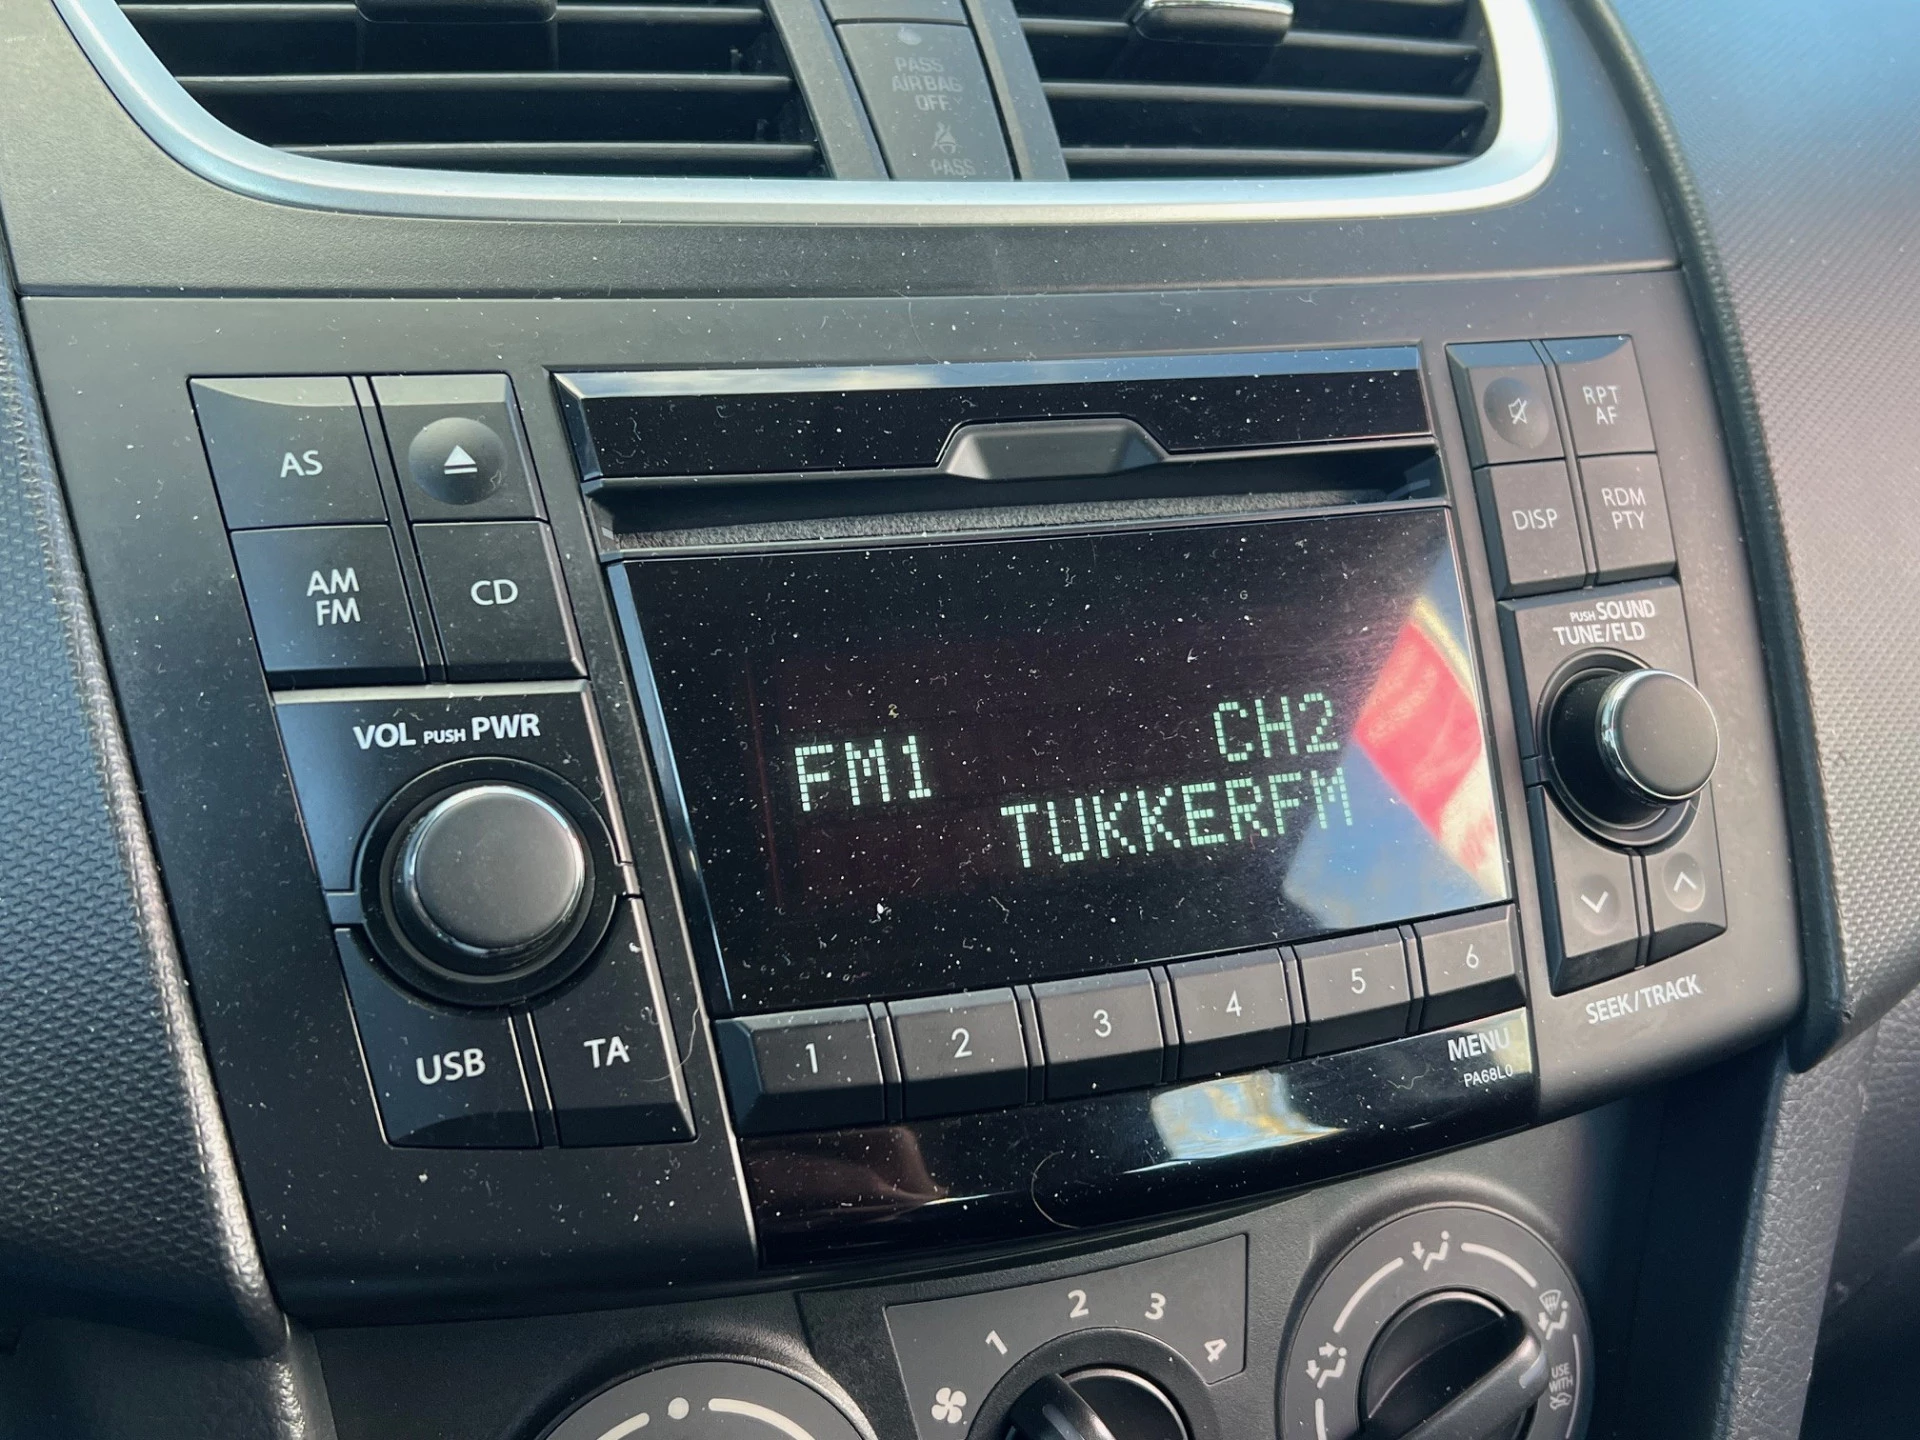 PASS
AIR BAG
OFF
PASS
AS
AM
FM
CD
RPT
AF
DISP
RDM
PTY
PUSH SOUND
TUNE/FLD
VOL PUSH PWR
FM1
CH2
TUKKERFM
USB
TA
1
2
3
4
5
6
MENU
PA68L0
SEEK/TRACK
1
2
3
4
USE
WITH